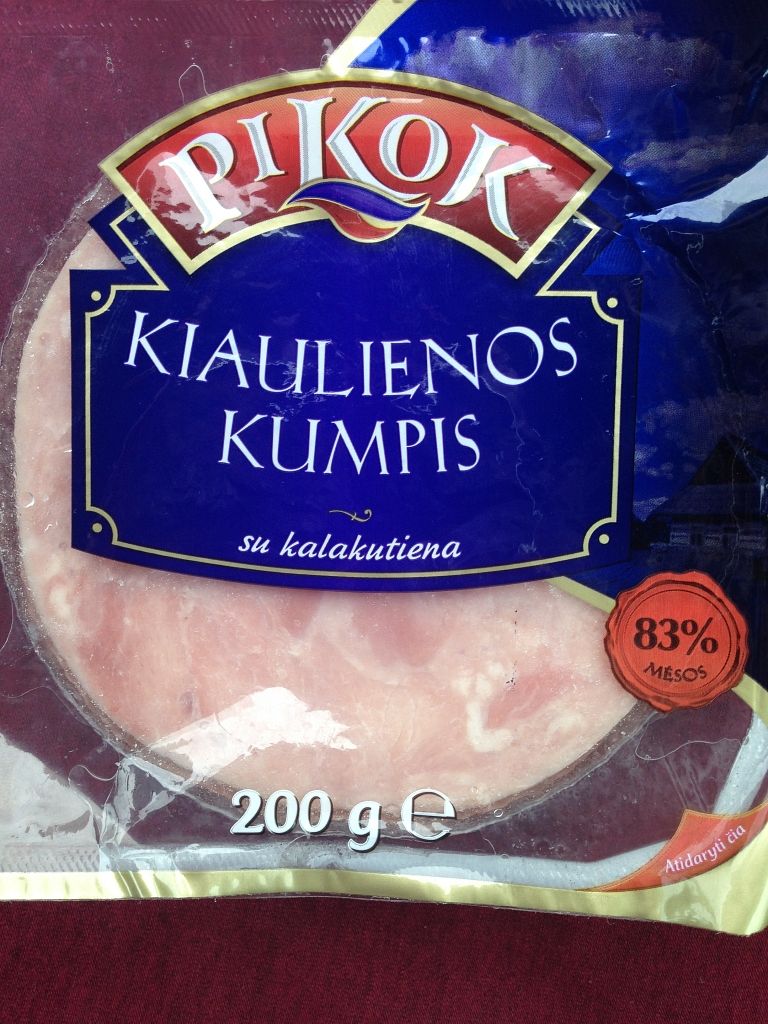 PIKOK
KIAULIENOS
KUMPIS
su kalakutiena
83%
MĖSOS
200 g ℮
Atidaryti čia